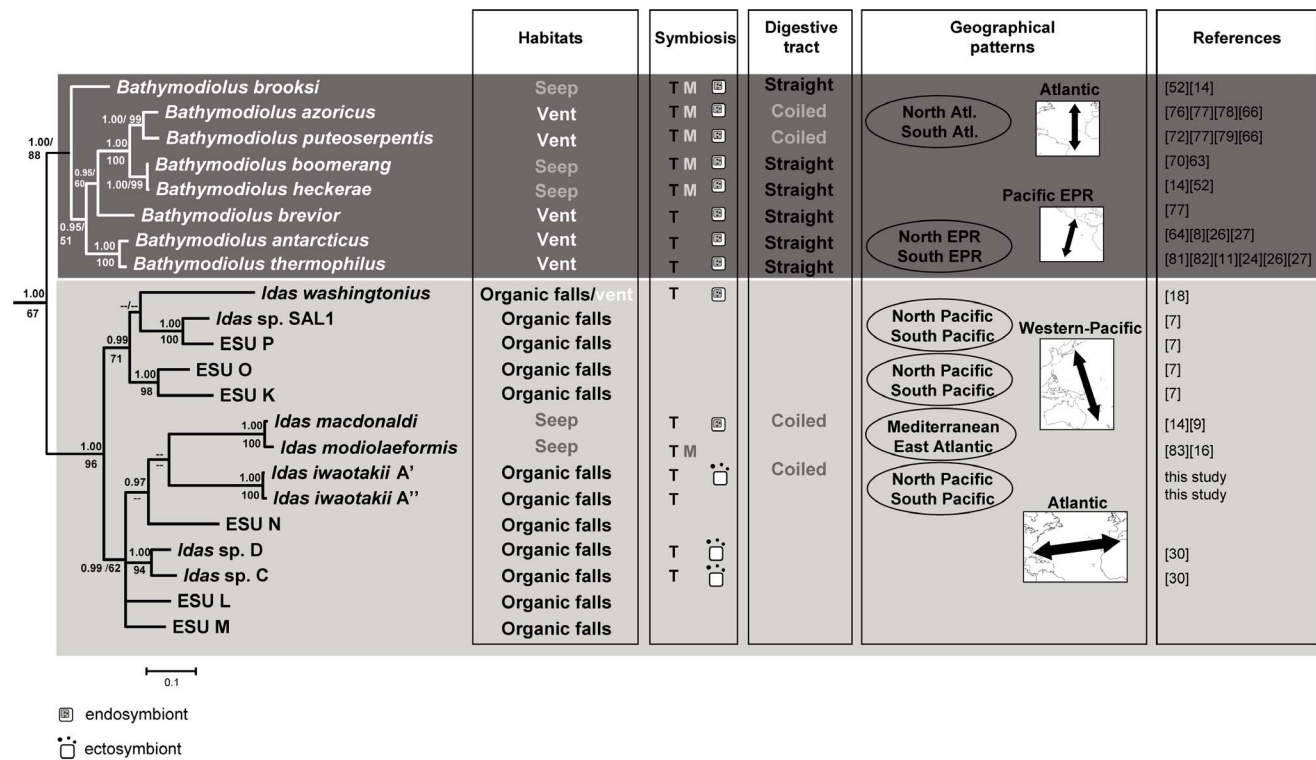 Habitats Symbiosis Digestive tract Geographical patterns References
Bathymodiolus brooksi Seep T M Straight Atlantic [52][14]
1.00/ 99 Bathymodiolus azoricus Vent T M Coiled North Atl. [76][77][78][66]
1.00/ 88 1.00 100 Bathymodiolus puteoserpentis Vent T M Coiled South Atl. [72][77][79][66]
Bathymodiolus boomerang Seep T M Straight [70]63]
0.95/ 60 1.00/99 Bathymodiolus heckerae Seep T M Straight Pacific EPR [14][52]
Bathymodiolus brevior Vent T Straight [77]
0.95/ 51 1.00 Bathymodiolus antarcticus Vent T Straight North EPR [64][8][26][27]
100 Bathymodiolus thermophilus Vent T Straight South EPR [81][82][11][24][26][27]
1.00 67 --/-- Idas washingtonius Organic falls/vent T [18]
1.00 Idas sp. SAL1 Organic falls North Pacific Western-Pacific [7]
0.99 71 100 ESU P Organic falls South Pacific [7]
1.00 ESU O Organic falls North Pacific [7]
98 ESU K Organic falls South Pacific [7]
1.00 Idas macdonaldi Seep T Coiled Mediterranean [14][9]
1.00 96 -- -- 100 Idas modiolaeformis Seep T M East Atlantic [83][16]
1.00 Idas iwaotakii A' Organic falls T Coiled North Pacific this study
0.97 -- 100 Idas iwaotakii A'' Organic falls T South Pacific this study
ESU N Organic falls Atlantic
1.00 Idas sp. D Organic falls T [30]
0.99 /62 94 Idas sp. C Organic falls T [30]
ESU L Organic falls
ESU M Organic falls
0.1
endosymbiont
ectosymbiont